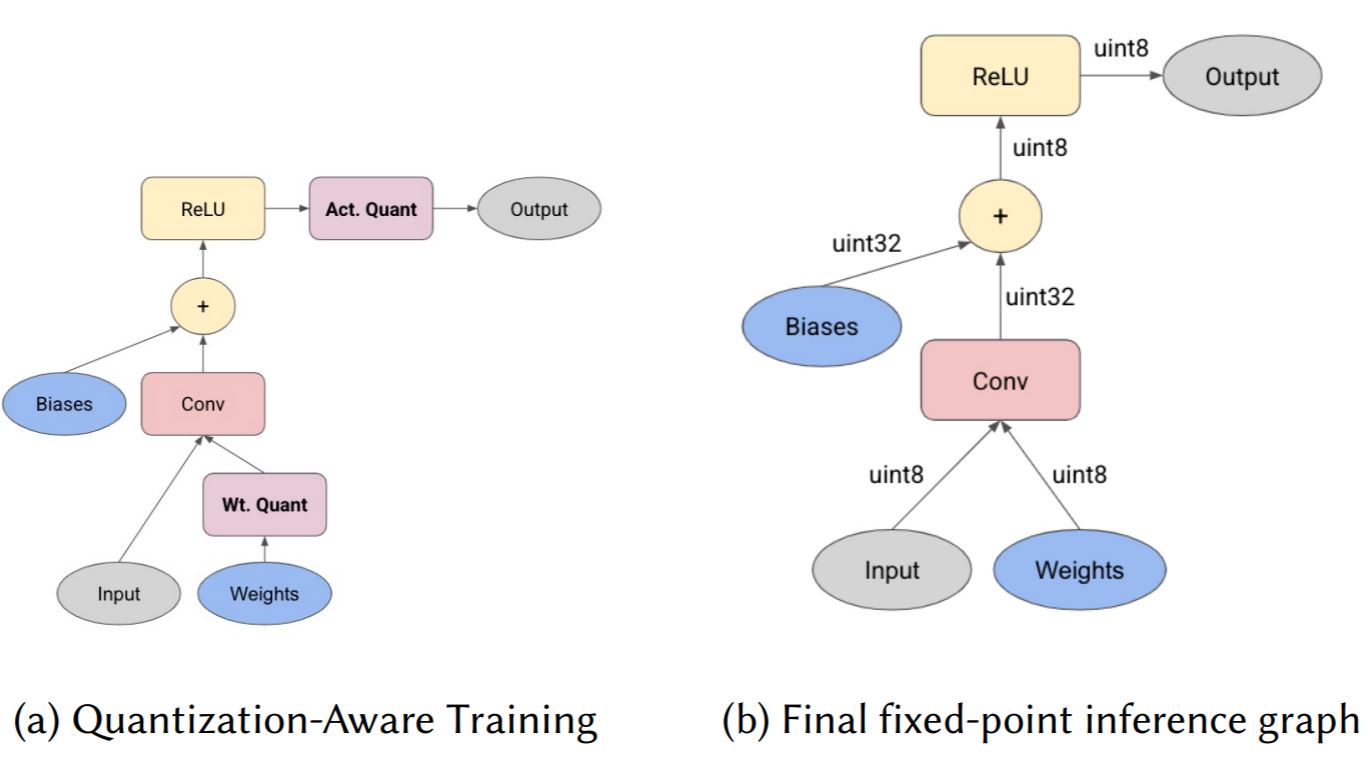 ReLU
Act. Quant
Output
+
Biases
Conv
Wt. Quant
Input
Weights
(a) Quantization-Aware Training
ReLU
uint8
Output
uint8
+
uint32
Biases
uint32
Conv
uint8
uint8
Input
Weights
(b) Final fixed-point inference graph